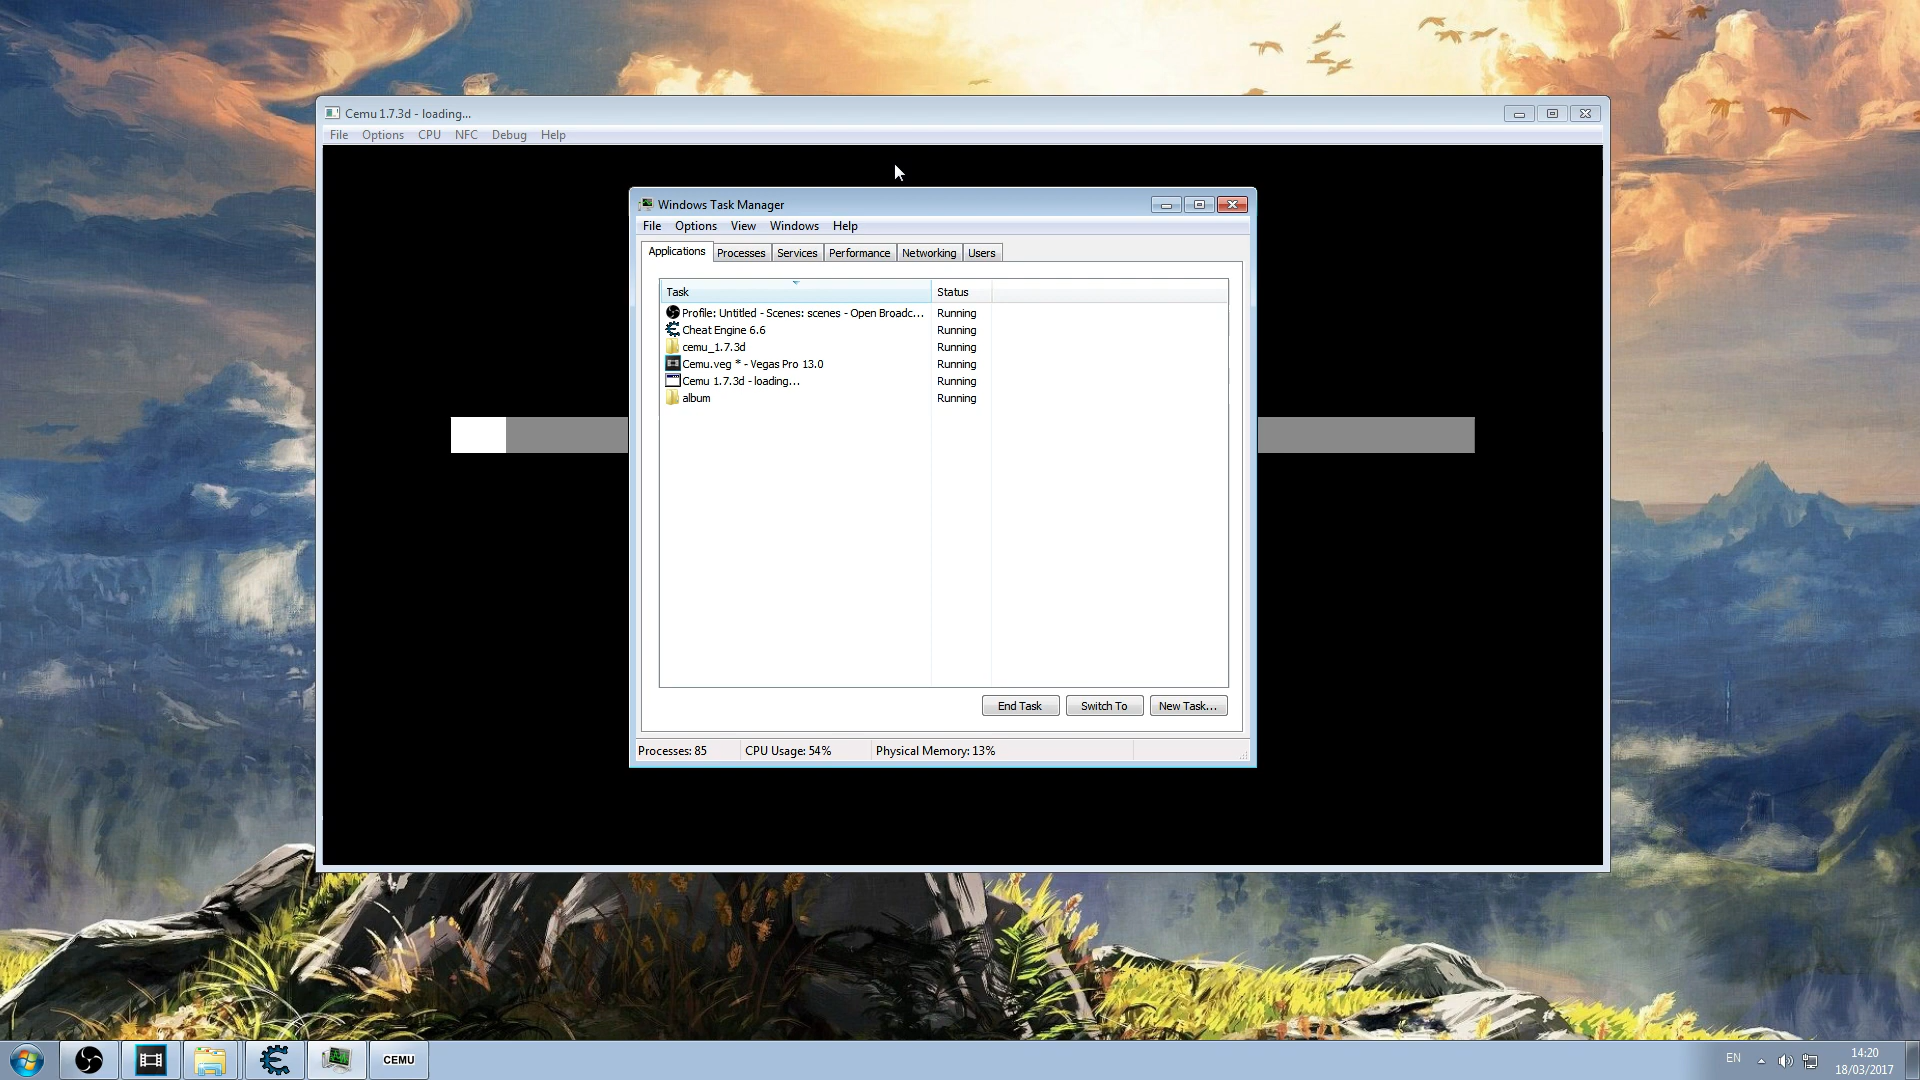 Cemu 1.7.3d - loading...
File Options CPU NFC Debug Help
Windows Task Manager
File Options View Windows Help
Applications Processes Services Performance Networking Users
Task Status
Profile: Untitled - Scenes: scenes - Open Broadc... Running
Cheat Engine 6.6 Running
cemu_1.7.3d Running
Cemu.veg * - Vegas Pro 13.0 Running
Cemu 1.7.3d - loading... Running
album Running
End Task Switch To New Task...
Processes: 85 CPU Usage: 54% Physical Memory: 13%
CEMU
EN
14:20
18/03/2017